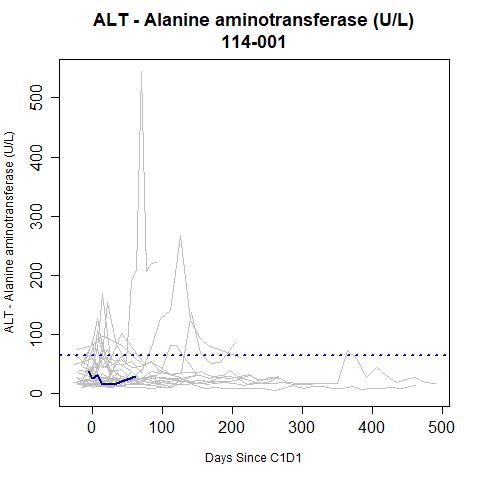 ALT - Alanine aminotransferase (U/L)
114-001
ALT - Alanine aminotransferase (U/L)
500
400
300
200
100
0
0 100 200 300 400 500
Days Since C1D1